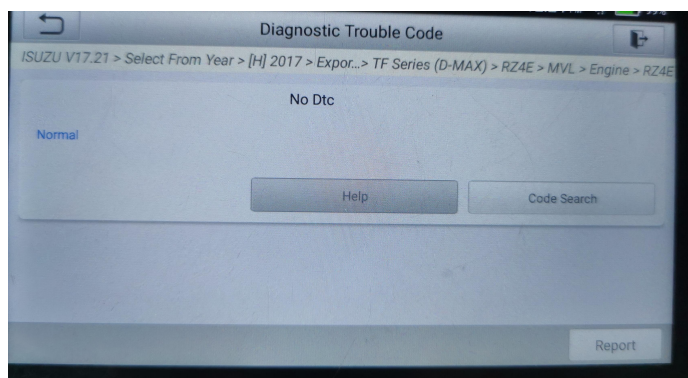 Diagnostic Trouble Code
ISUZU V17.21 > Select From Year > [H] 2017 > Expor...> TF Series (D-MAX) > RZ4E > MVL > Engine > RZ4E
No Dtc
Normal
Help
Code Search
Report